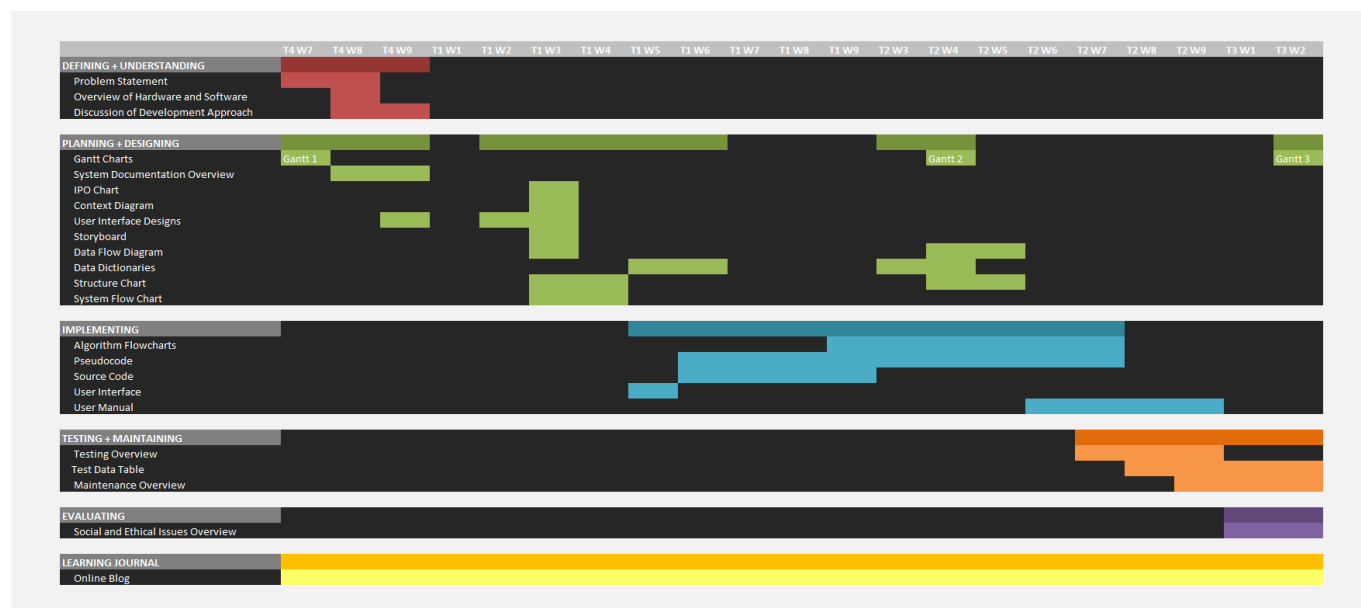 T4 W7 T4 W8 T4 W9 T1 W1 T1 W2 T1 W3 T1 W4 T1 W5 T1 W6 T1 W7 T1 W8 T1 W9 T2 W3 T2 W4 T2 W5 T2 W6 T2 W7 T2 W8 T2 W9 T3 W1 T3 W2
DEFINING + UNDERSTANDING
Problem Statement
Overview of Hardware and Software
Discussion of Development Approach
PLANNING + DESIGNING
Gantt Charts Gantt 1 Gantt 2 Gantt 3
System Documentation Overview
IPO Chart
Context Diagram
User Interface Designs
Storyboard
Data Flow Diagram
Data Dictionaries
Structure Chart
System Flow Chart
IMPLEMENTING
Algorithm Flowcharts
Pseudocode
Source Code
User Interface
User Manual
TESTING + MAINTAINING
Testing Overview
Test Data Table
Maintenance Overview
EVALUATING
Social and Ethical Issues Overview
LEARNING JOURNAL
Online Blog